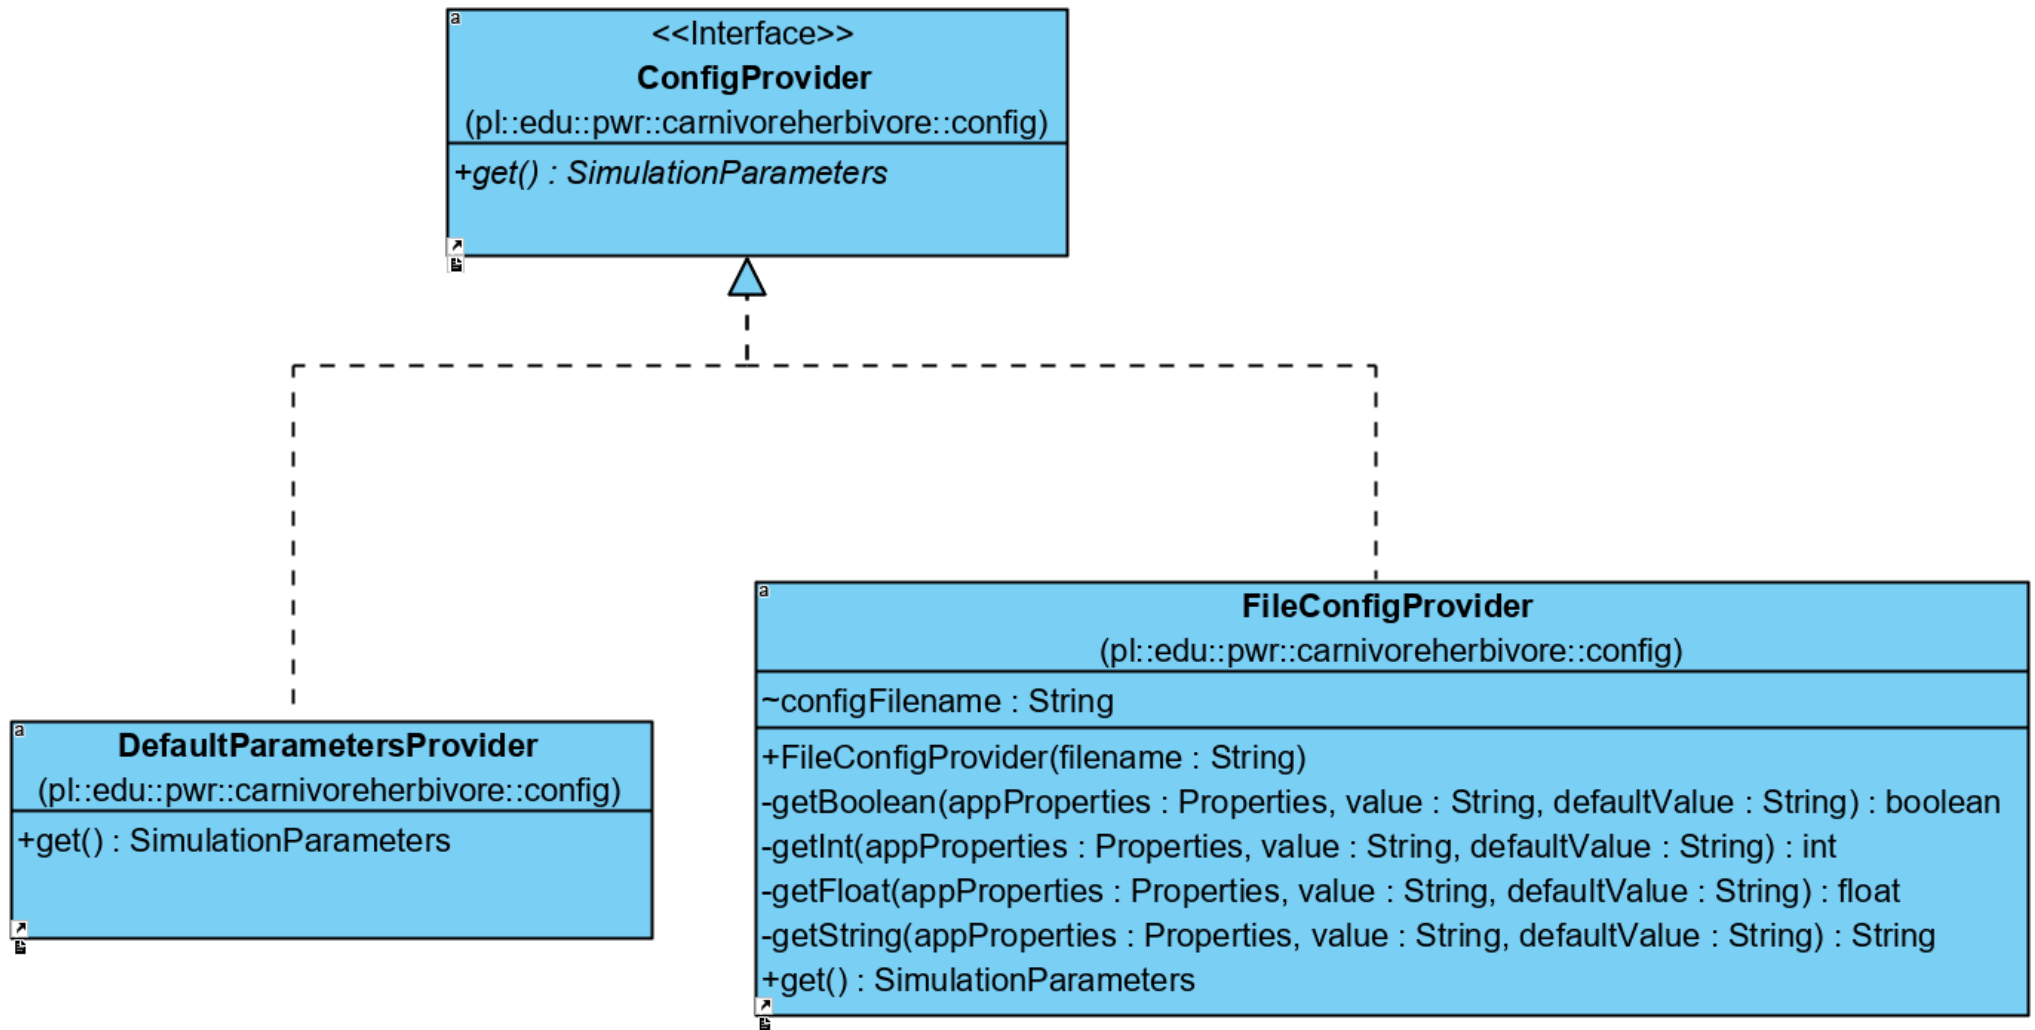 a
<<Interface>>
ConfigProvider
(pl::edu::pwr::carnivoreherbivore::config)
+get() : SimulationParameters
a
DefaultParametersProvider
(pl::edu::pwr::carnivoreherbivore::config)
+get() : SimulationParameters
a
FileConfigProvider
(pl::edu::pwr::carnivoreherbivore::config)
~configFilename : String
+FileConfigProvider(filename : String)
-getBoolean(appProperties : Properties, value : String, defaultValue : String) : boolean
-getInt(appProperties : Properties, value : String, defaultValue : String) : int
-getFloat(appProperties : Properties, value : String, defaultValue : String) : float
-getString(appProperties : Properties, value : String, defaultValue : String) : String
+get() : SimulationParameters